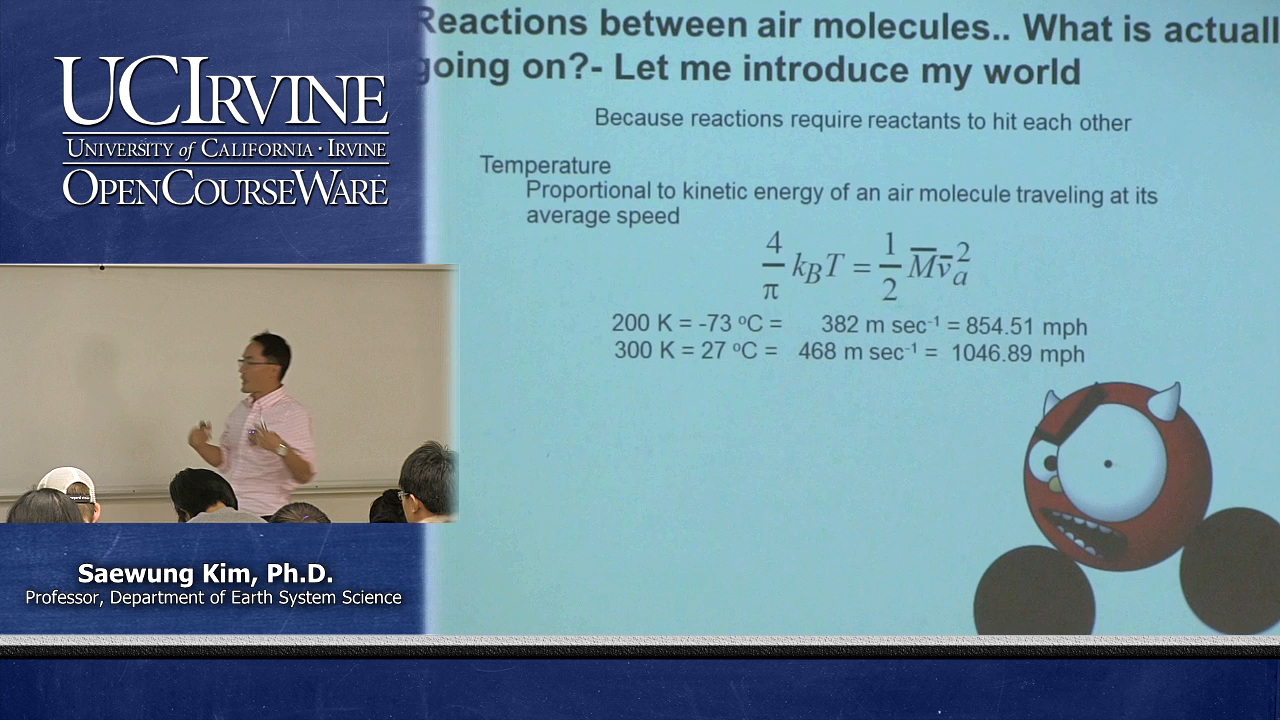 UCIRVINE
UNIVERSITY of CALIFORNIA · IRVINE
OPENCOURSEWARE
Reactions between air molecules.. What is actuall
going on?- Let me introduce my world
Because reactions require reactants to hit each other
Temperature
Proportional to kinetic energy of an air molecule traveling at its
average speed
4/π k_B T = 1/2 M̅ v̅_a^2
200 K = -73 ºC = 382 m sec⁻¹ = 854.51 mph
300 K = 27 ºC = 468 m sec⁻¹ = 1046.89 mph
Saewung Kim, Ph.D.
Professor, Department of Earth System Science